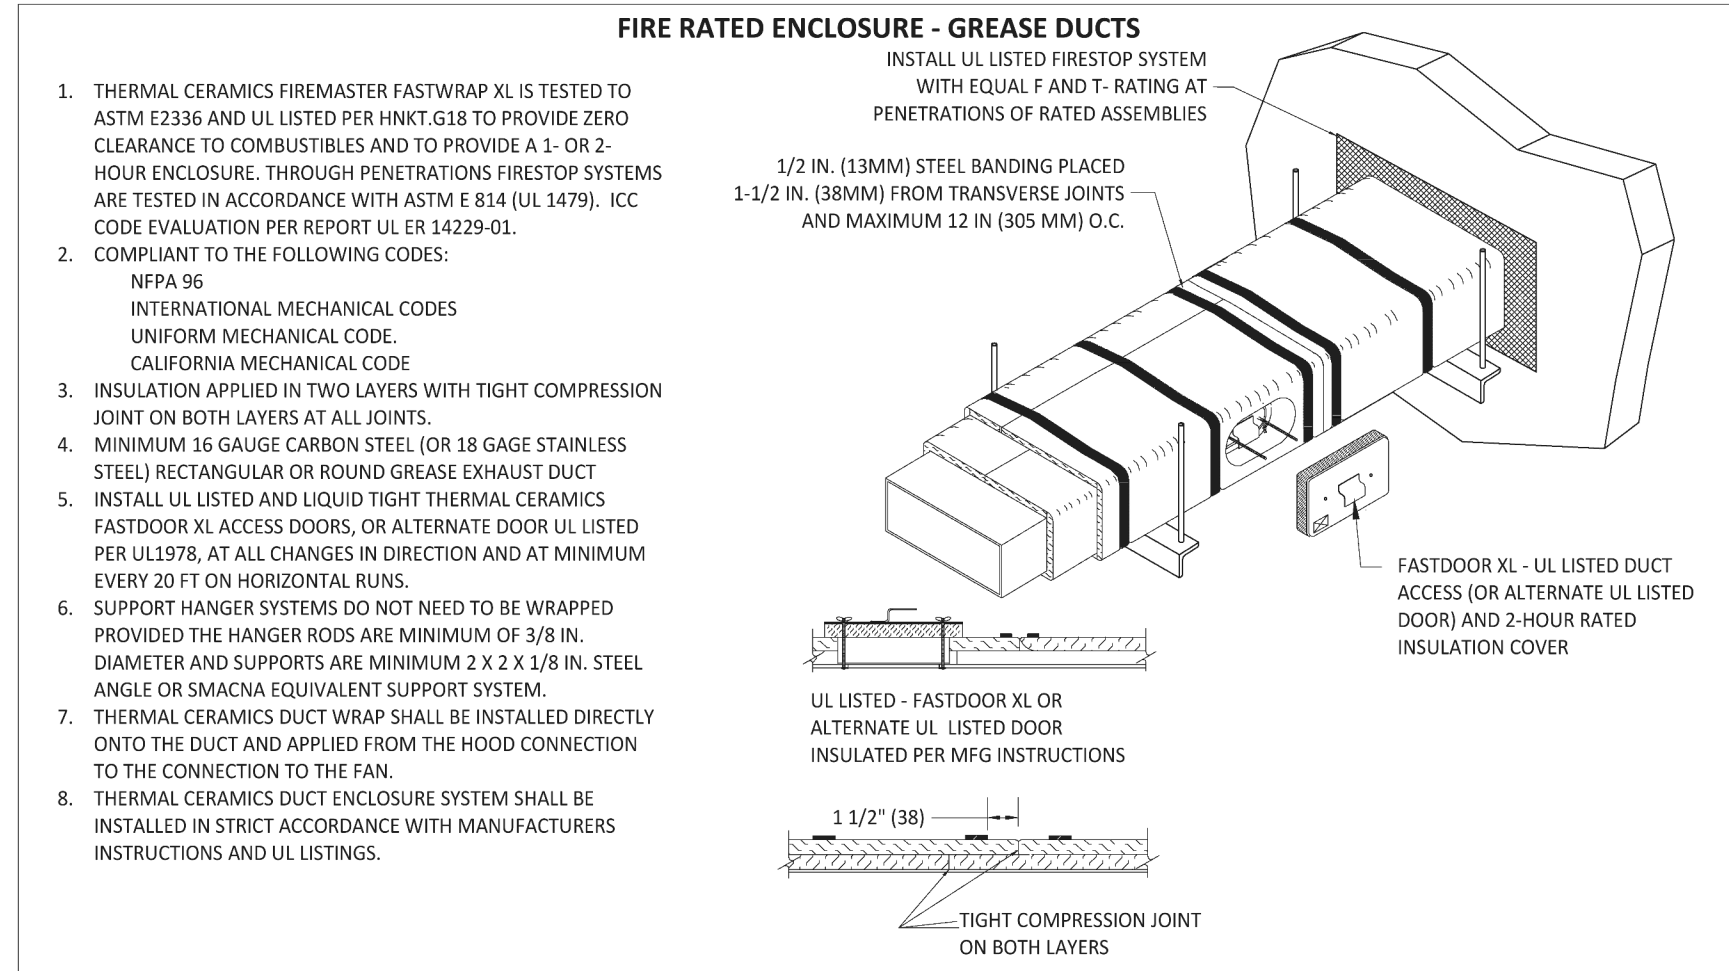 FIRE RATED ENCLOSURE - GREASE DUCTS
1. THERMAL CERAMICS FIREMASTER FASTWRAP XL IS TESTED TO
ASTM E2336 AND UL LISTED PER HNKT.G18 TO PROVIDE ZERO
CLEARANCE TO COMBUSTIBLES AND TO PROVIDE A 1- OR 2-
HOUR ENCLOSURE. THROUGH PENETRATIONS FIRESTOP SYSTEMS
ARE TESTED IN ACCORDANCE WITH ASTM E 814 (UL 1479). ICC
CODE EVALUATION PER REPORT UL ER 14229-01.
2. COMPLIANT TO THE FOLLOWING CODES:
NFPA 96
INTERNATIONAL MECHANICAL CODES
UNIFORM MECHANICAL CODE.
CALIFORNIA MECHANICAL CODE
3. INSULATION APPLIED IN TWO LAYERS WITH TIGHT COMPRESSION
JOINT ON BOTH LAYERS AT ALL JOINTS.
4. MINIMUM 16 GAUGE CARBON STEEL (OR 18 GAGE STAINLESS
STEEL) RECTANGULAR OR ROUND GREASE EXHAUST DUCT
5. INSTALL UL LISTED AND LIQUID TIGHT THERMAL CERAMICS
FASTDOOR XL ACCESS DOORS, OR ALTERNATE DOOR UL LISTED
PER UL1978, AT ALL CHANGES IN DIRECTION AND AT MINIMUM
EVERY 20 FT ON HORIZONTAL RUNS.
6. SUPPORT HANGER SYSTEMS DO NOT NEED TO BE WRAPPED
PROVIDED THE HANGER RODS ARE MINIMUM OF 3/8 IN.
DIAMETER AND SUPPORTS ARE MINIMUM 2 X 2 X 1/8 IN. STEEL
ANGLE OR SMACNA EQUIVALENT SUPPORT SYSTEM.
7. THERMAL CERAMICS DUCT WRAP SHALL BE INSTALLED DIRECTLY
ONTO THE DUCT AND APPLIED FROM THE HOOD CONNECTION
TO THE CONNECTION TO THE FAN.
8. THERMAL CERAMICS DUCT ENCLOSURE SYSTEM SHALL BE
INSTALLED IN STRICT ACCORDANCE WITH MANUFACTURERS
INSTRUCTIONS AND UL LISTINGS.
INSTALL UL LISTED FIRESTOP SYSTEM
WITH EQUAL F AND T- RATING AT
PENETRATIONS OF RATED ASSEMBLIES
1/2 IN. (13MM) STEEL BANDING PLACED
1-1/2 IN. (38MM) FROM TRANSVERSE JOINTS
AND MAXIMUM 12 IN (305 MM) O.C.
FASTDOOR XL - UL LISTED DUCT
ACCESS (OR ALTERNATE UL LISTED
DOOR) AND 2-HOUR RATED
INSULATION COVER
UL LISTED - FASTDOOR XL OR
ALTERNATE UL LISTED DOOR
INSULATED PER MFG INSTRUCTIONS
1 1/2" (38)
TIGHT COMPRESSION JOINT
ON BOTH LAYERS